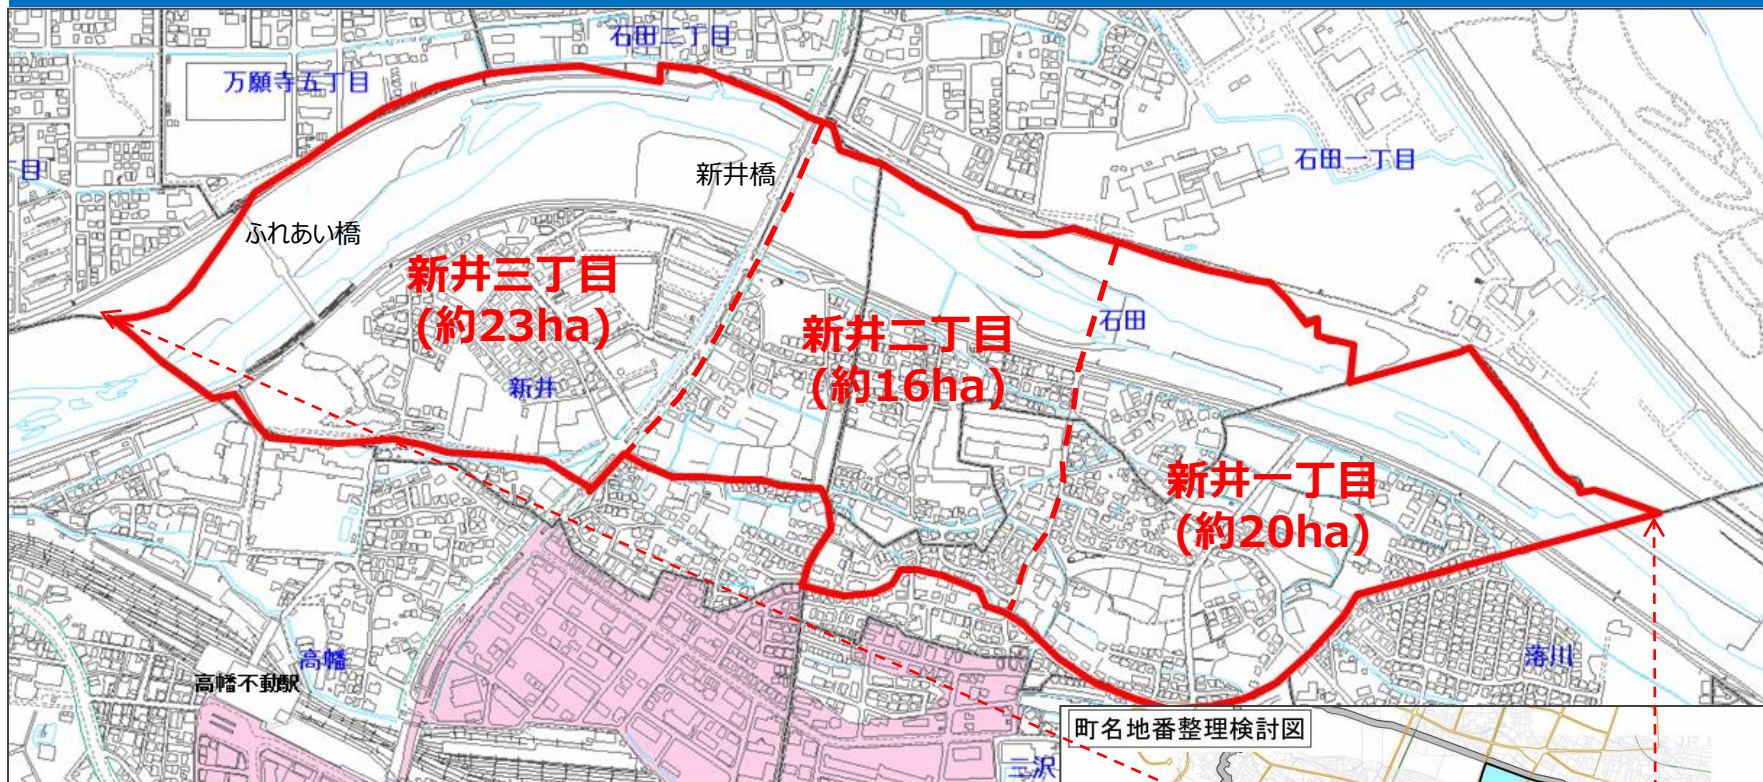 石田二丁目
万願寺五丁目
丁目
新井橋
石田一丁目
ふれあい橋
新井三丁目
(約23ha)
新井二丁目
(約16ha)
石田
新井
新井一丁目
(約20ha)
高幡
高幡不動駅
落川
町名地番整理検討図
三沢